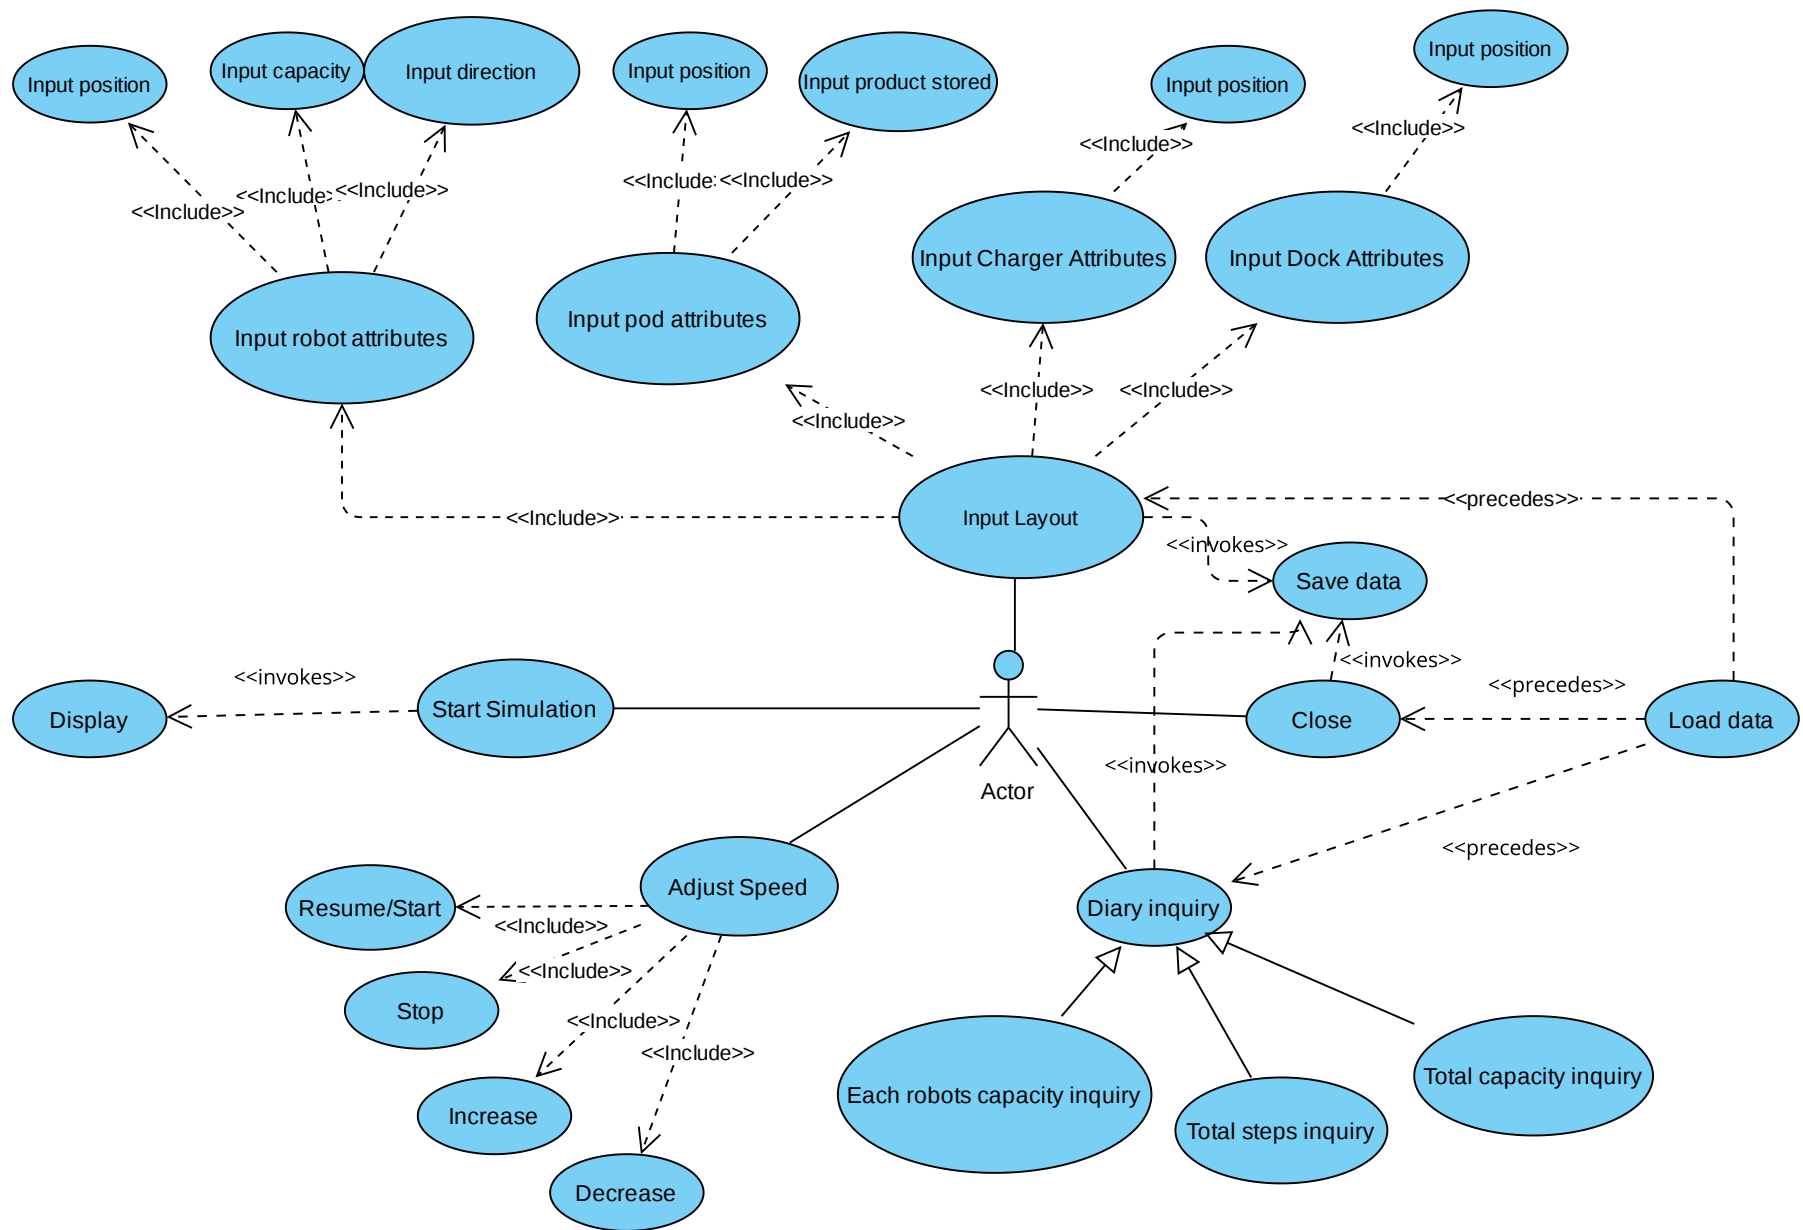 Input position
Input capacity
Input direction
Input position
Input product stored
Input position
Input position
<<Include>>
<<Include>>
<<Include>>
<<Include>>
<<Include>>
<<Include>>
<<Include>>
Input robot attributes
Input pod attributes
Input Charger Attributes
Input Dock Attributes
<<Include>>
<<Include>>
<<Include>>
<<Include>>
Input Layout
<<precedes>>
<<invokes>>
Save data
<<invokes>>
<<invokes>>
Display
Start Simulation
Actor
Close
<<precedes>>
Load data
<<invokes>>
<<precedes>>
Adjust Speed
Resume/Start
<<Include>>
Stop
<<Include>>
<<Include>>
<<Include>>
Increase
Decrease
Diary inquiry
Each robots capacity inquiry
Total steps inquiry
Total capacity inquiry